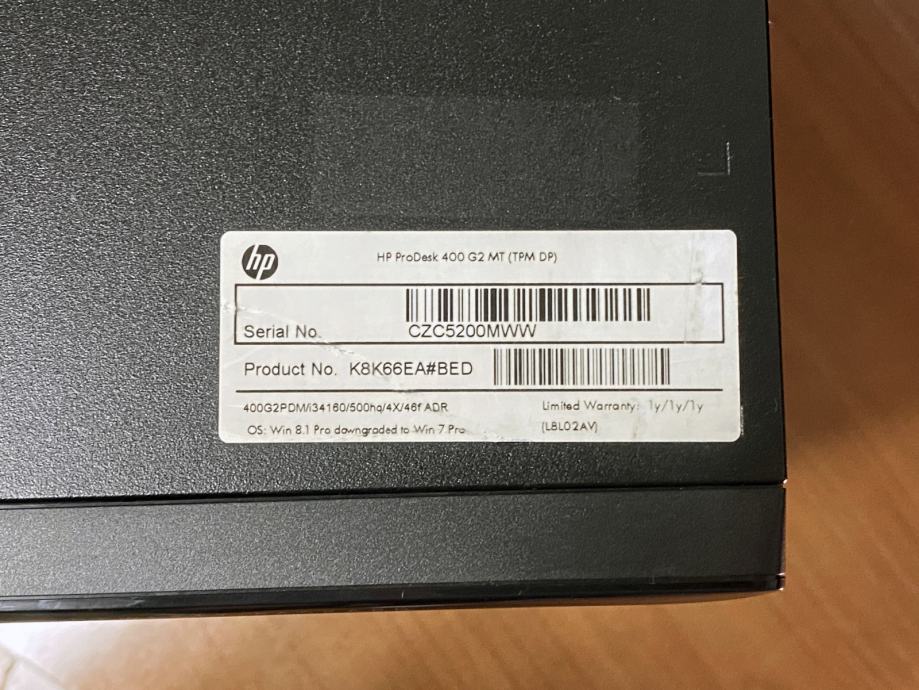 hp
HP ProDesk 400 G2 MT (TPM DP)
Serial No. CZC5200MWW
Product No. K8K66EA#BED
400G2PDM/i34160/500hq/4X/46f ADR Limited Warranty: 1y/1y/1y
OS: Win 8.1 Pro downgraded to Win 7 Pro (L8L02AV)